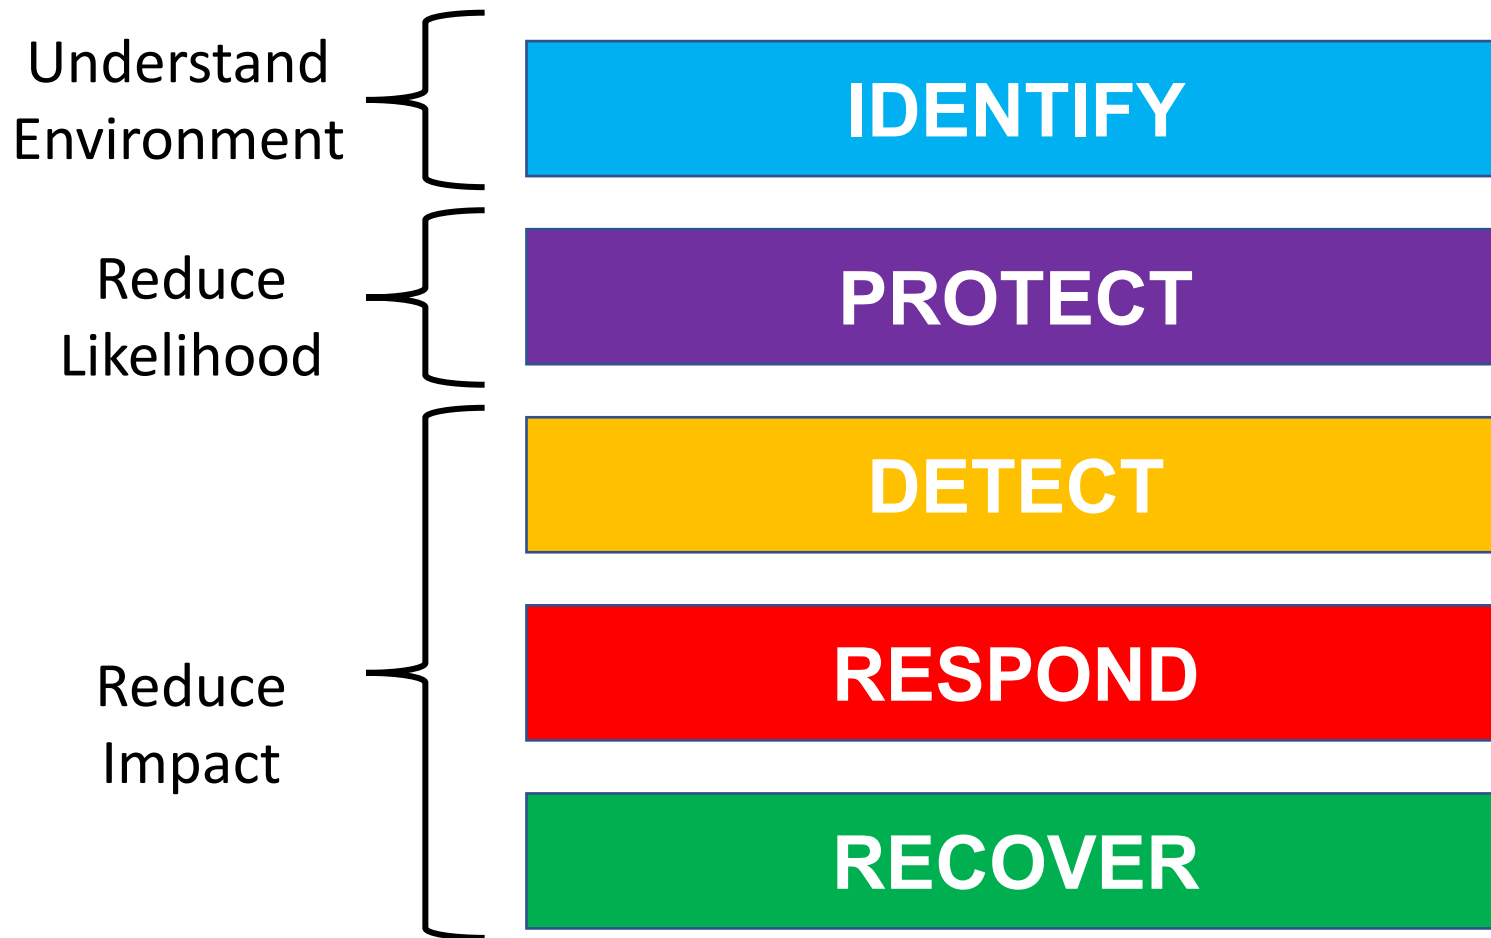 Understand
Environment
IDENTIFY
Reduce
Likelihood
PROTECT
DETECT
Reduce
Impact
RESPOND
RECOVER